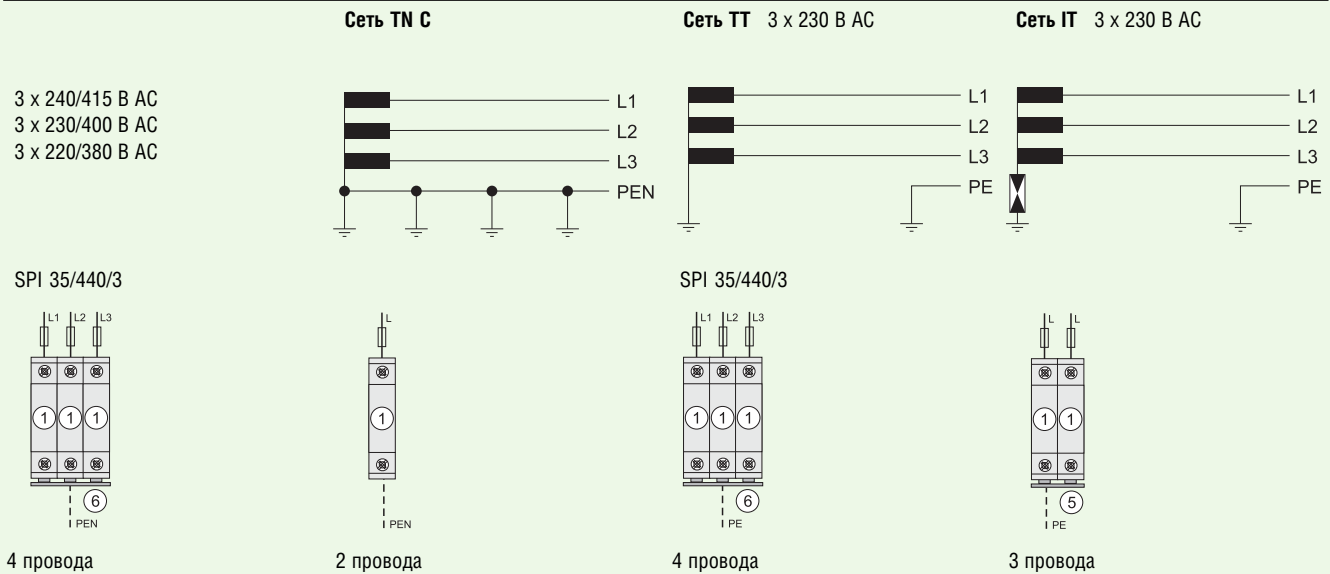 Сеть TN C
Сеть TT 3 x 230 В AC
Сеть IT 3 x 230 В AC
3 x 240/415 В AC
3 x 230/400 В AC
3 x 220/380 В AC
L1
L2
L3
PEN
L1
L2
L3
PE
L1
L2
L3
PE
SPI 35/440/3
SPI 35/440/3
L1 L2 L3
1 1 1
6
PEN
L
1
PEN
L1 L2 L3
1 1 1
6
PE
L L
1 1
5
PE
4 провода
2 провода
4 провода
3 провода